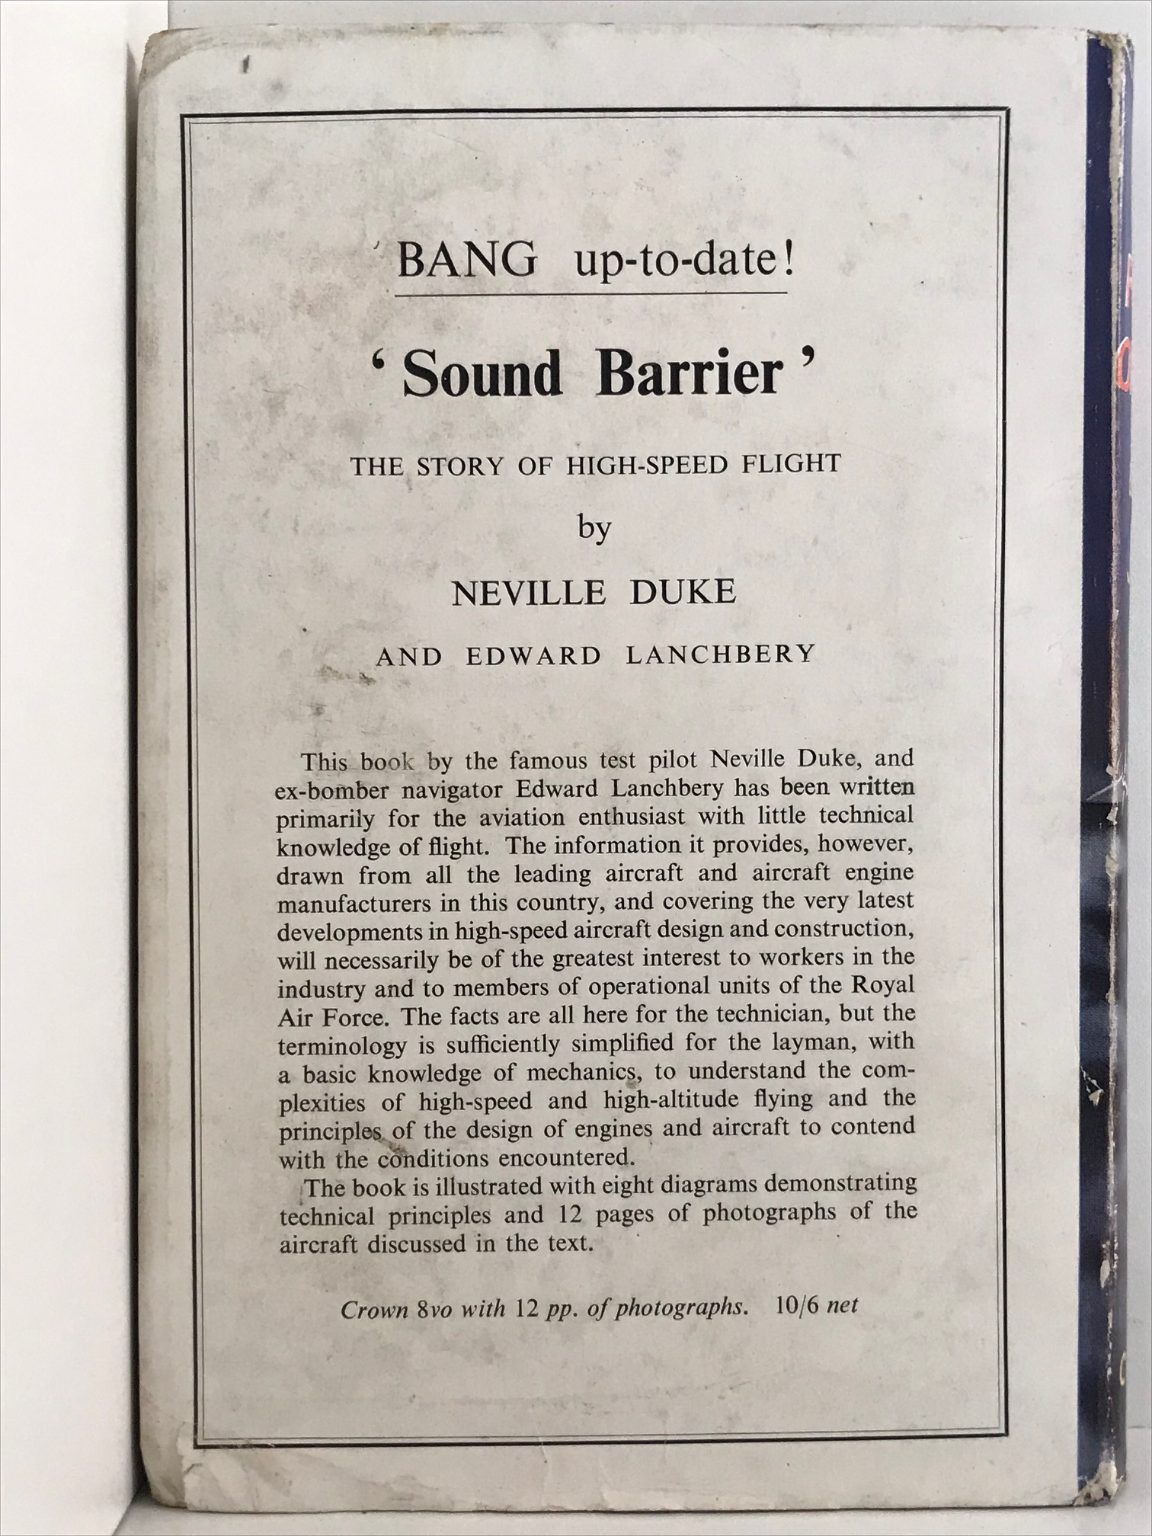 BANG up-to-date!
‘Sound Barrier’
THE STORY OF HIGH-SPEED FLIGHT
by
NEVILLE DUKE
AND EDWARD LANCHBERY
This book by the famous test pilot Neville Duke, and
ex-bomber navigator Edward Lanchbery has been written
primarily for the aviation enthusiast with little technical
knowledge of flight. The information it provides, however,
drawn from all the leading aircraft and aircraft engine
manufacturers in this country, and covering the very latest
developments in high-speed aircraft design and construction,
will necessarily be of the greatest interest to workers in the
industry and to members of operational units of the Royal
Air Force. The facts are all here for the technician, but the
terminology is sufficiently simplified for the layman, with
a basic knowledge of mechanics, to understand the com-
plexities of high-speed and high-altitude flying and the
principles of the design of engines and aircraft to contend
with the conditions encountered.
The book is illustrated with eight diagrams demonstrating
technical principles and 12 pages of photographs of the
aircraft discussed in the text.
Crown 8vo with 12 pp. of photographs. 10/6 net